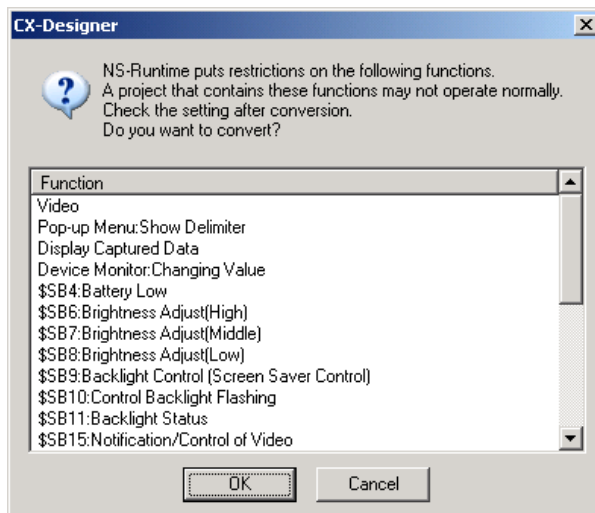 CX-Designer
NS-Runtime puts restrictions on the following functions.
A project that contains these functions may not operate normally.
Check the setting after conversion.
Do you want to convert?
Function
Video
Pop-up Menu:Show Delimiter
Display Captured Data
Device Monitor:Changing Value
$SB4:Battery Low
$SB6:Brightness Adjust(High)
$SB7:Brightness Adjust(Middle)
$SB8:Brightness Adjust(Low)
$SB9:Backlight Control (Screen Saver Control)
$SB10:Control Backlight Flashing
$SB11:Backlight Status
$SB15:Notification/Control of Video
OK Cancel